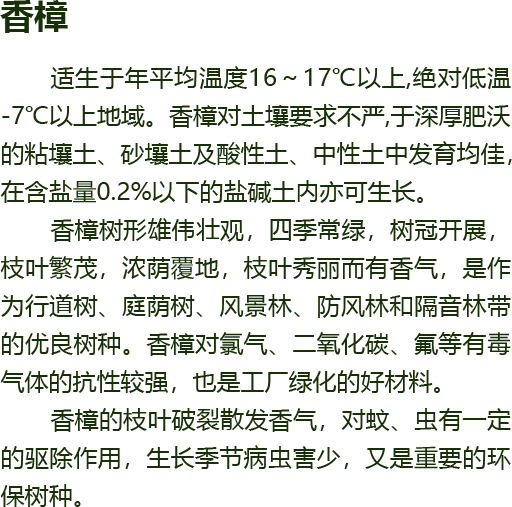 香樟
适生于年平均温度16～17℃以上,绝对低温
-7℃以上地域。香樟对土壤要求不严,于深厚肥沃
的粘壤土、砂壤土及酸性土、中性土中发育均佳,
在含盐量0.2%以下的盐碱土内亦可生长。
香樟树形雄伟壮观，四季常绿，树冠开展，
枝叶繁茂，浓荫覆地，枝叶秀丽而有香气，是作
为行道树、庭荫树、风景林、防风林和隔音林带
的优良树种。香樟对氯气、二氧化碳、氟等有毒
气体的抗性较强，也是工厂绿化的好材料。
香樟的枝叶破裂散发香气，对蚊、虫有一定
的驱除作用，生长季节病虫害少，又是重要的环
保树种。